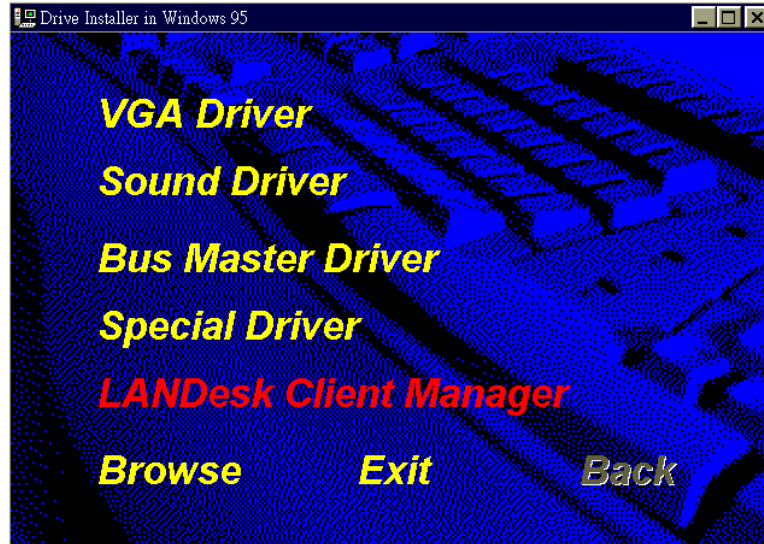 Drive Installer in Windows 95
VGA Driver
Sound Driver
Bus Master Driver
Special Driver
LANDesk Client Manager
Browse Exit Back